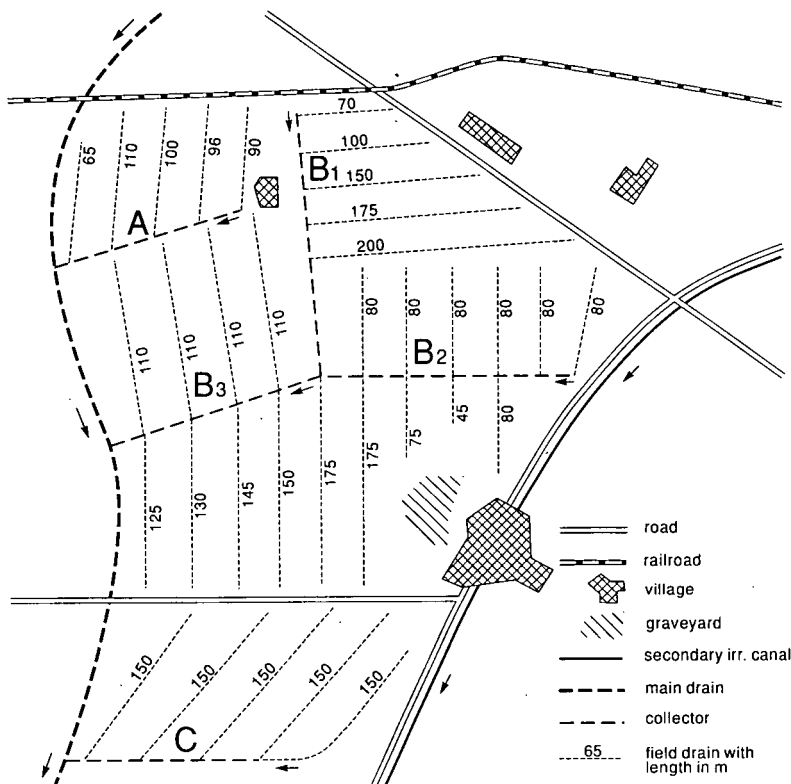 70
65
110
100
96
90
100
B1
150
175
A
200
80
80
80
80
80
80
110
110
110
110
B2
B3
45
80
75
175
175
150
145
130
125
150
150
150
150
150
C
road
railroad
village
graveyard
secondary irr. canal
main drain
collector
65
field drain with
length in m